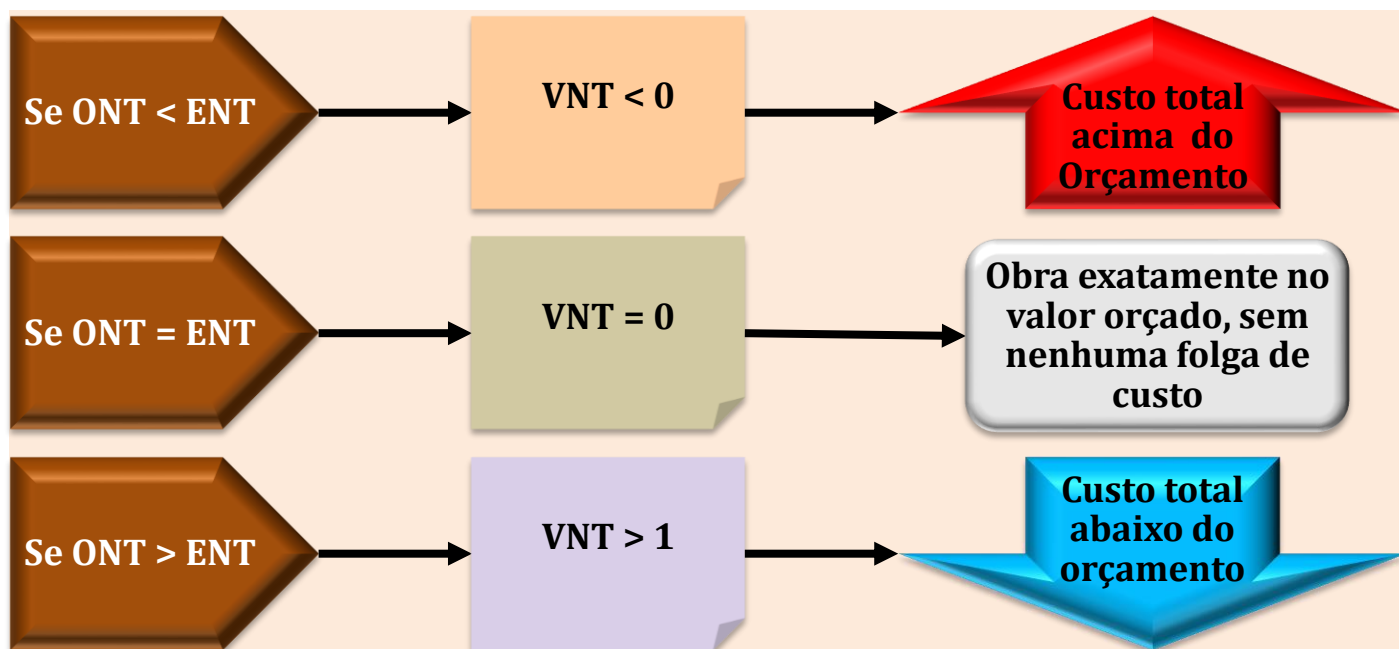 Se ONT < ENT
VNT < 0
Custo total
acima do
Orçamento
Se ONT = ENT
VNT = 0
Obra exatamente no
valor orçado, sem
nenhuma folga de
custo
Se ONT > ENT
VNT > 1
Custo total
abaixo do
orçamento